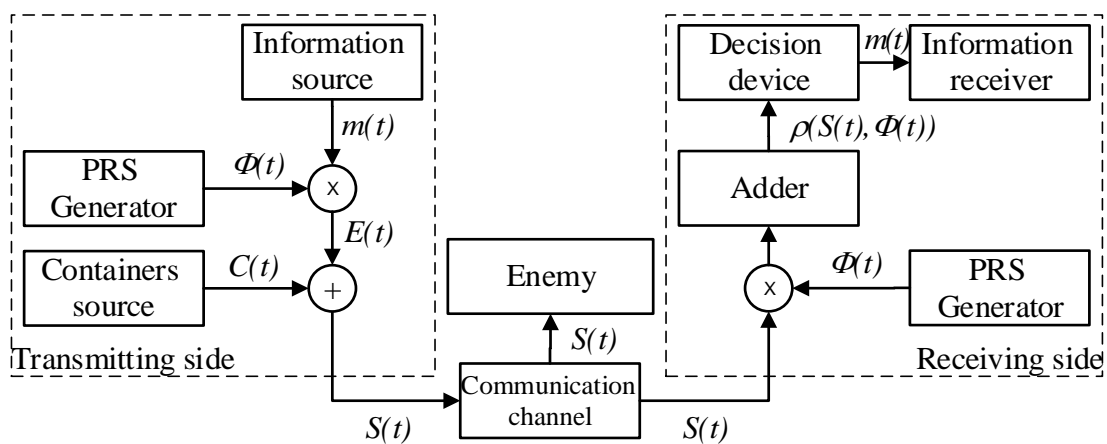 Information
source
m(t)
PRS
Generator
Φ(t)
x
E(t)
Containers
source
C(t)
+
Transmitting side
S(t)
Enemy
S(t)
Communication
channel
S(t)
Decision
device
m(t)
Information
receiver
ρ(S(t), Φ(t))
Adder
x
Φ(t)
PRS
Generator
Receiving side